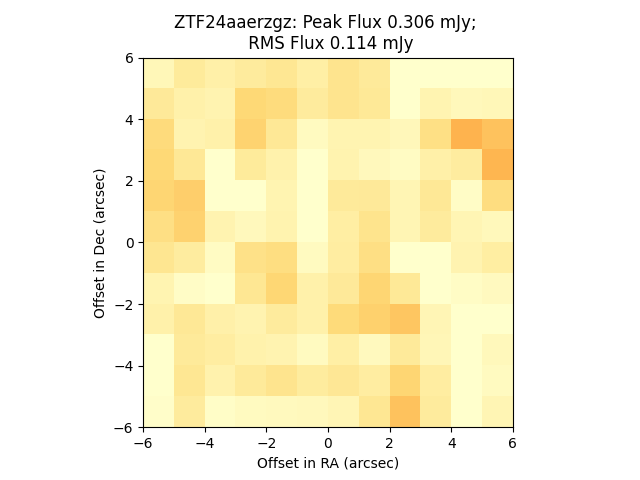 ZTF24aaerzgz: Peak Flux 0.306 mJy;
RMS Flux 0.114 mJy
6
4
2
0
−2
−4
−6
Offset in Dec (arcsec)
−6 −4 −2 0 2 4 6
Offset in RA (arcsec)